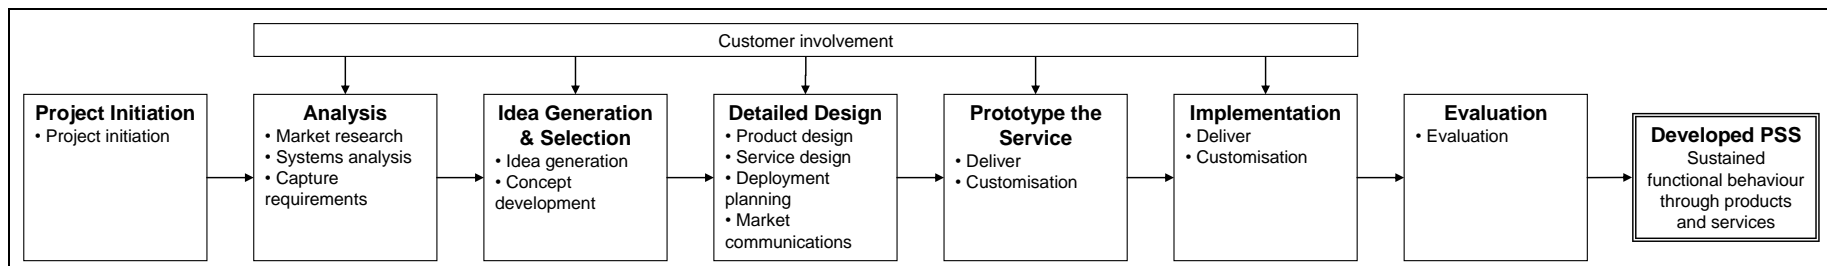 Customer involvement
Project Initiation
• Project initiation
Analysis
• Market research
• Systems analysis
• Capture
requirements
Idea Generation
& Selection
• Idea generation
• Concept
development
Detailed Design
• Product design
• Service design
• Deployment
planning
• Market
communications
Prototype the
Service
• Deliver
• Customisation
Implementation
• Deliver
• Customisation
Evaluation
• Evaluation
Developed PSS
Sustained
functional behaviour
through products
and services